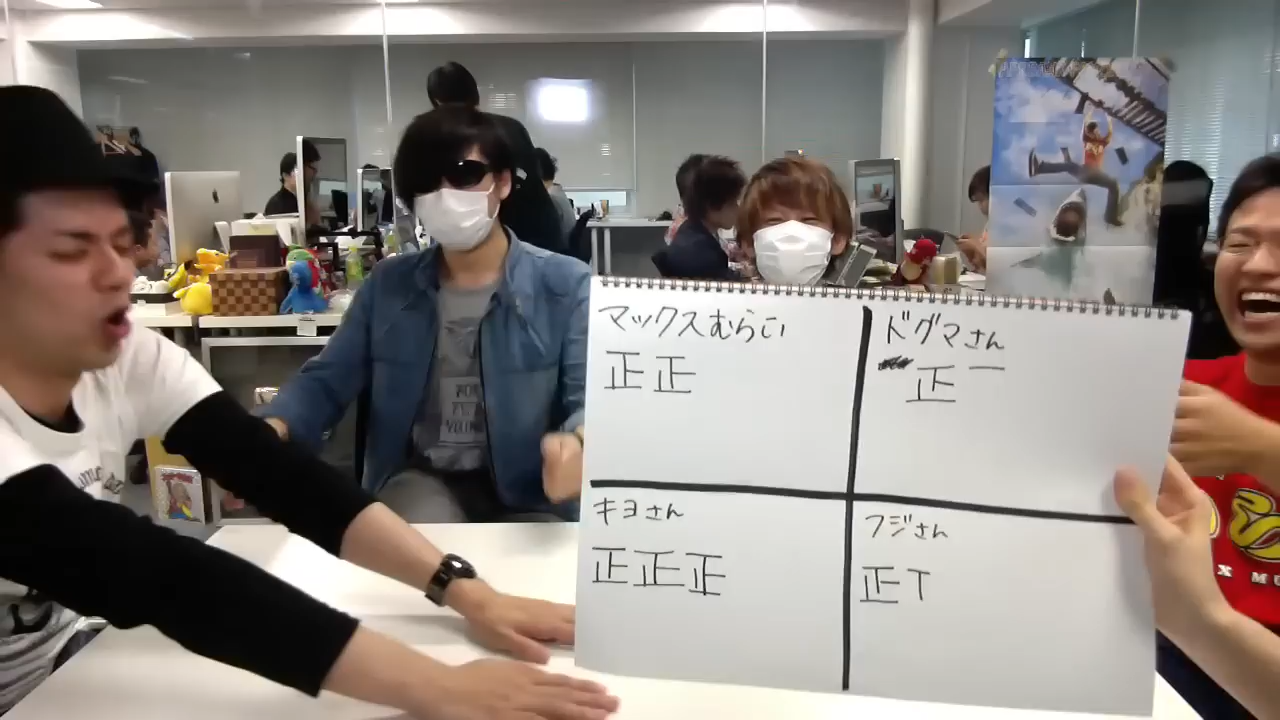 マックスむらい
正正
ドグマさん
正一
キヨさん
正正正
フジさん
正T